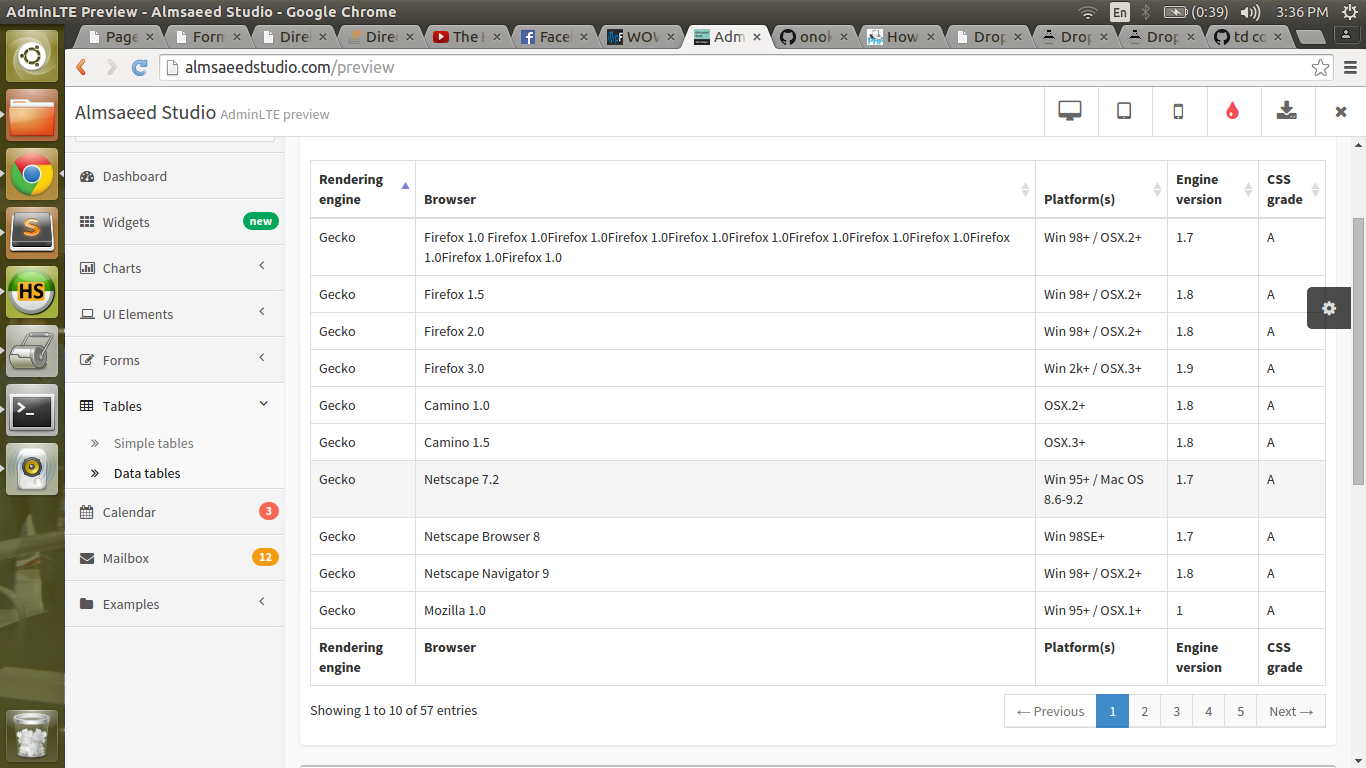 AdminLTE Preview - Almsaeed Studio - Google Chrome
En
(0:39)
3:36 PM
Page
Form
Direl
Direc
The
Facel
WOW
Adm
onok
How
Drop
Drop
Drop
td co
almsaeedstudio.com/preview
Almsaeed Studio AdminLTE preview
Dashboard
Widgets new
Charts
UI Elements
Forms
Tables
Simple tables
Data tables
Calendar 3
Mailbox 12
Examples
HS
Rendering engine Browser Platform(s) Engine version CSS grade
Gecko Firefox 1.0 Firefox 1.0Firefox 1.0Firefox 1.0Firefox 1.0Firefox 1.0Firefox 1.0Firefox 1.0Firefox 1.0Firefox Win 98+ / OSX.2+ 1.7 A
1.0Firefox 1.0Firefox 1.0
Gecko Firefox 1.5 Win 98+ / OSX.2+ 1.8 A
Gecko Firefox 2.0 Win 98+ / OSX.2+ 1.8 A
Gecko Firefox 3.0 Win 2k+ / OSX.3+ 1.9 A
Gecko Camino 1.0 OSX.2+ 1.8 A
Gecko Camino 1.5 OSX.3+ 1.8 A
Gecko Netscape 7.2 Win 95+ / Mac OS 1.7 A
8.6-9.2
Gecko Netscape Browser 8 Win 98SE+ 1.7 A
Gecko Netscape Navigator 9 Win 98+ / OSX.2+ 1.8 A
Gecko Mozilla 1.0 Win 95+ / OSX.1+ 1 A
Rendering engine Browser Platform(s) Engine version CSS grade
Showing 1 to 10 of 57 entries
← Previous 1 2 3 4 5 Next →